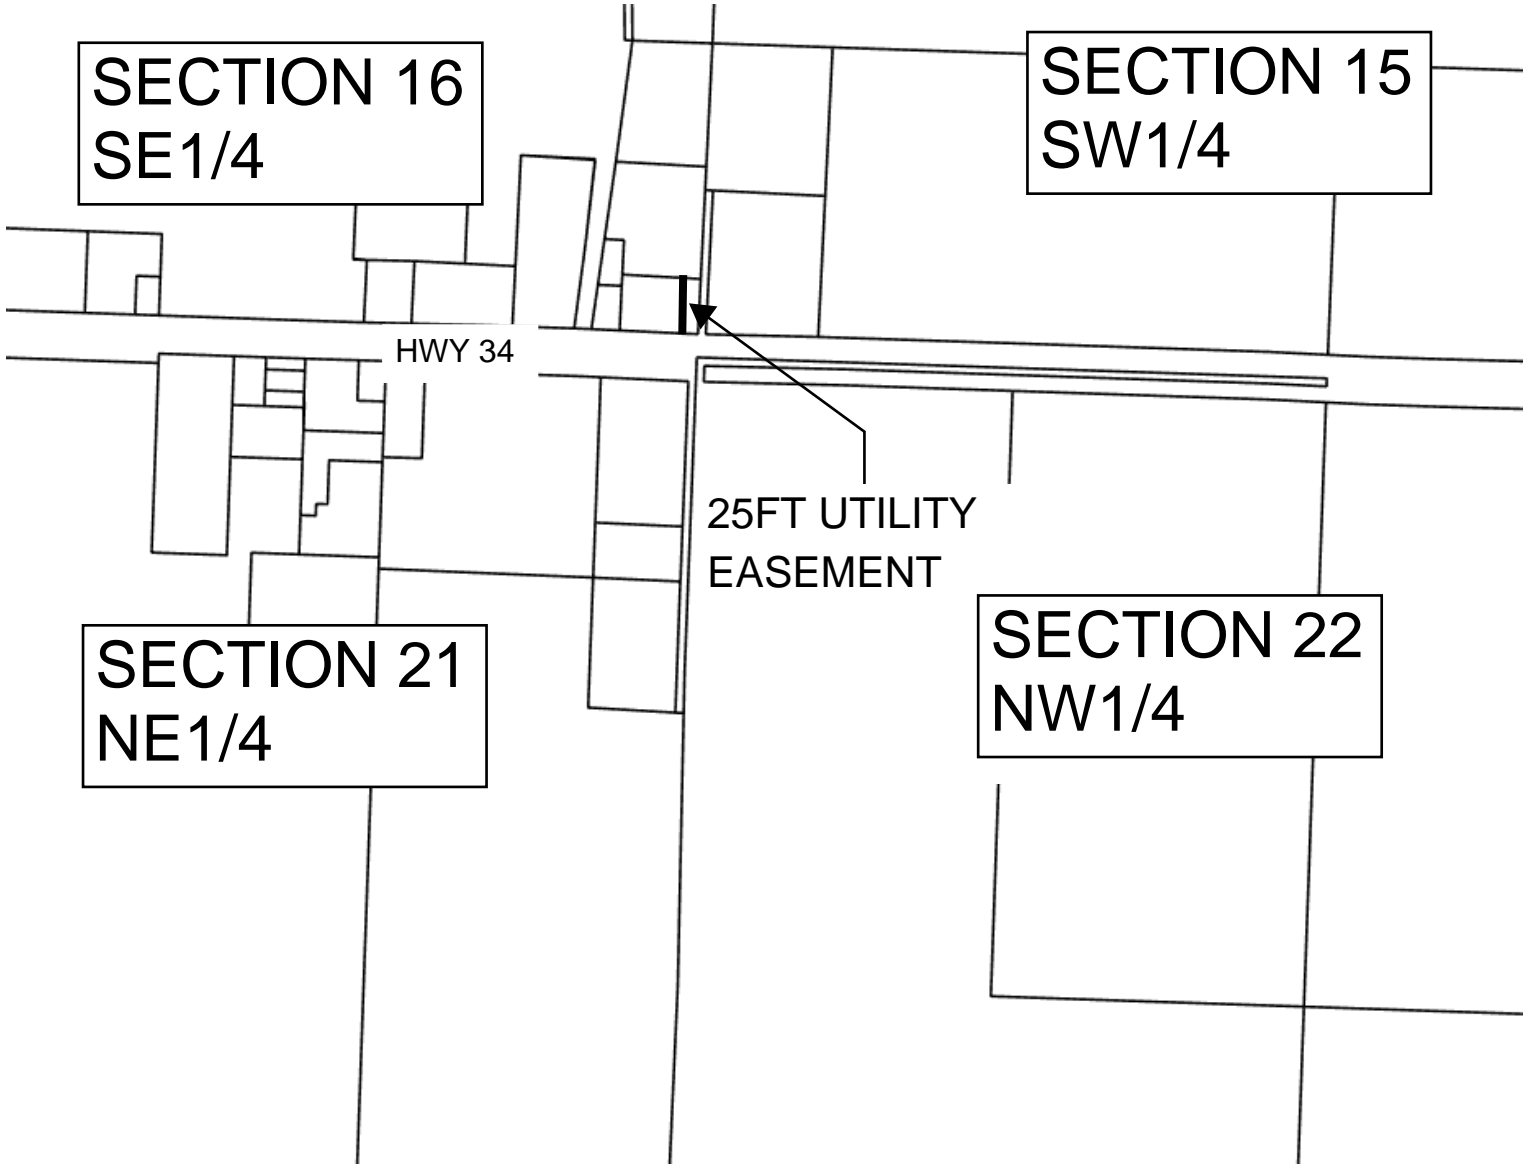 SECTION 16
SE1/4
SECTION 15
SW1/4
HWY 34
25FT UTILITY
EASEMENT
SECTION 21
NE1/4
SECTION 22
NW1/4